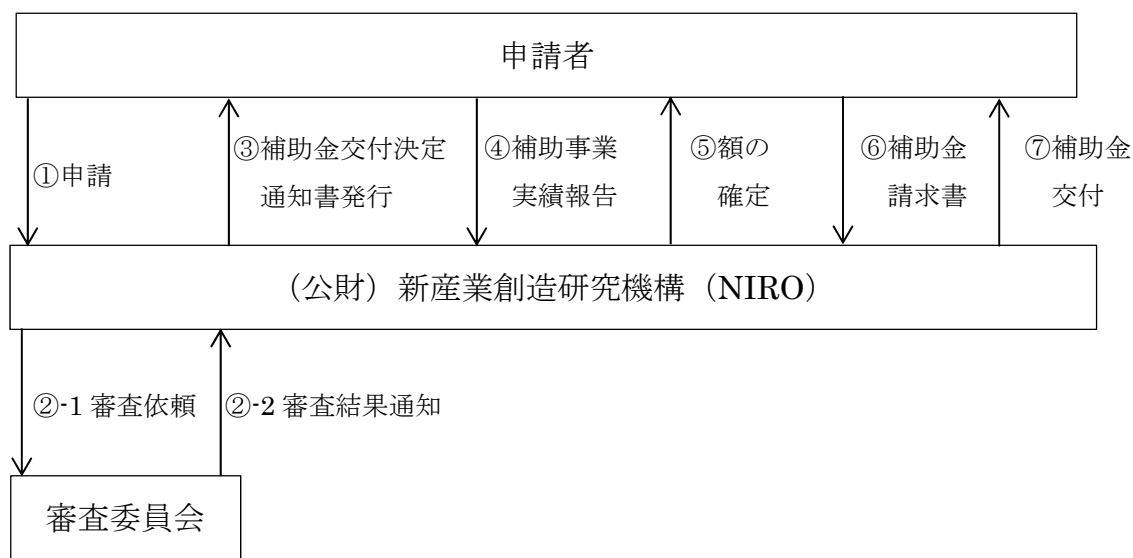 申請者
①申請
③補助金交付決定
通知書発行
④補助事業
実績報告
⑤額の
確定
⑥補助金
請求書
⑦補助金
交付
（公財）新産業創造研究機構（NIRO）
②-1 審査依頼
②-2 審査結果通知
審査委員会